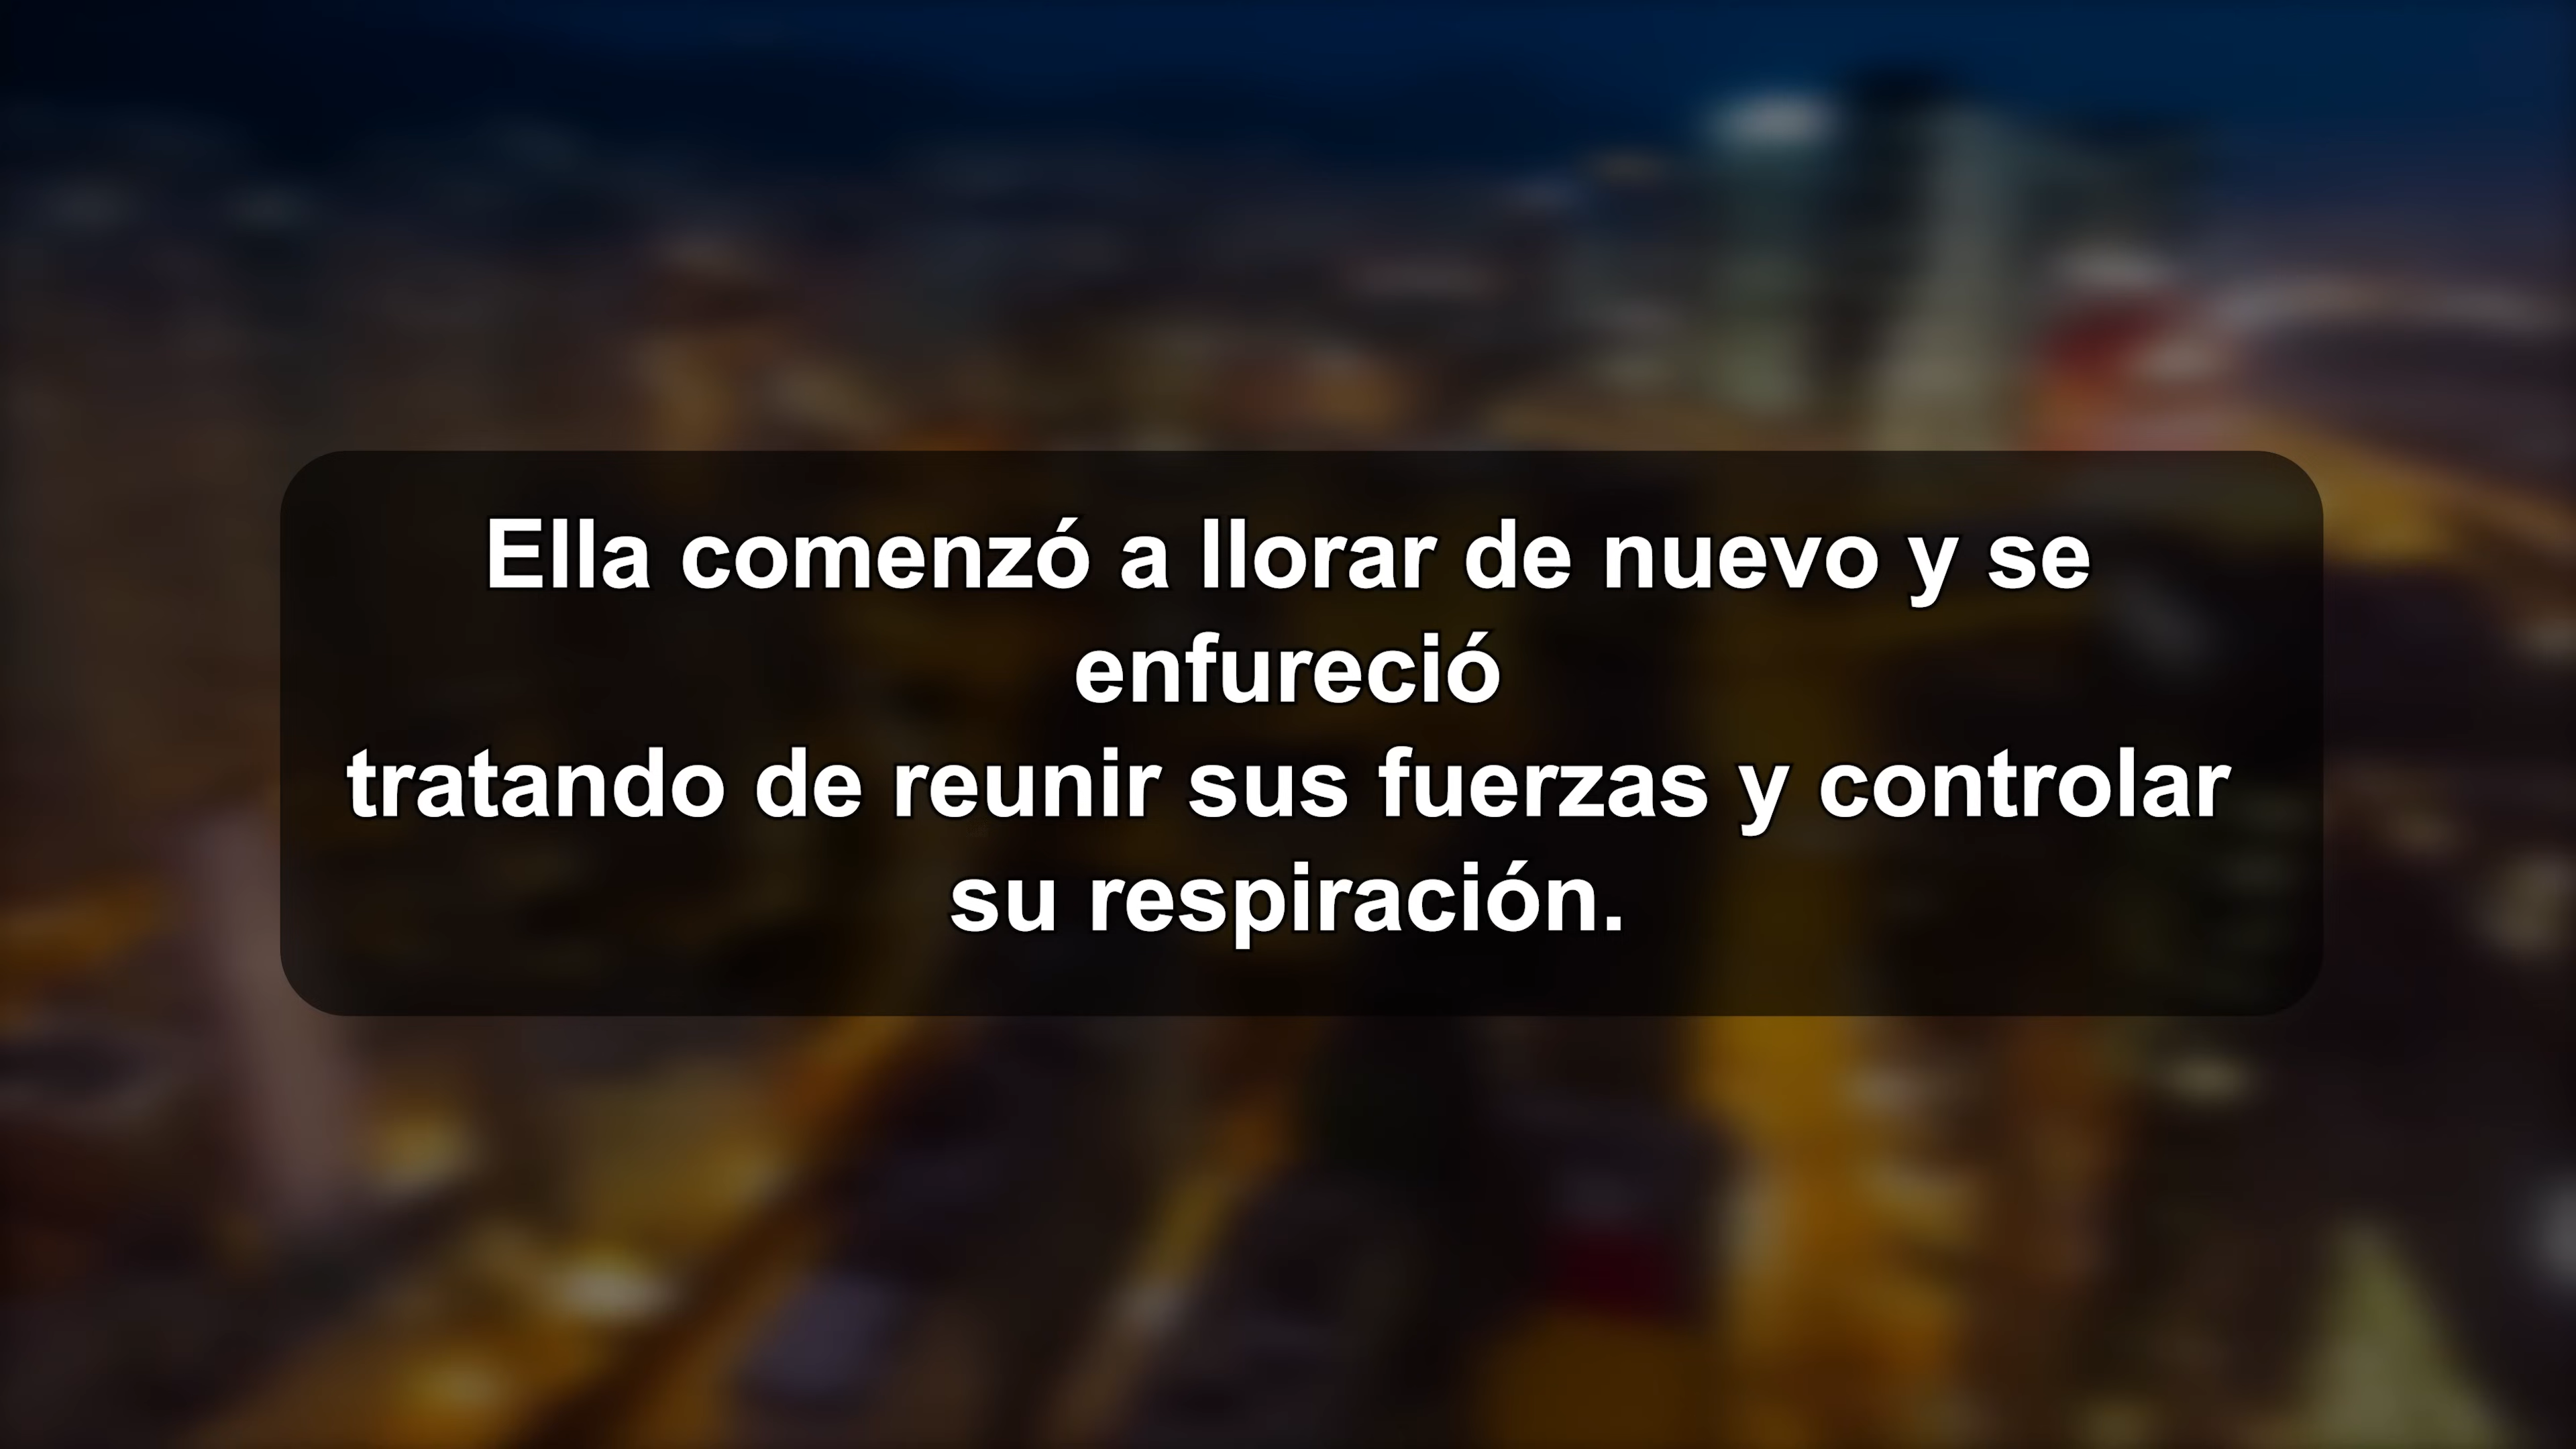 Ella comenzó a llorar de nuevo y se
enfureció
tratando de reunir sus fuerzas y controlar
su respiración.